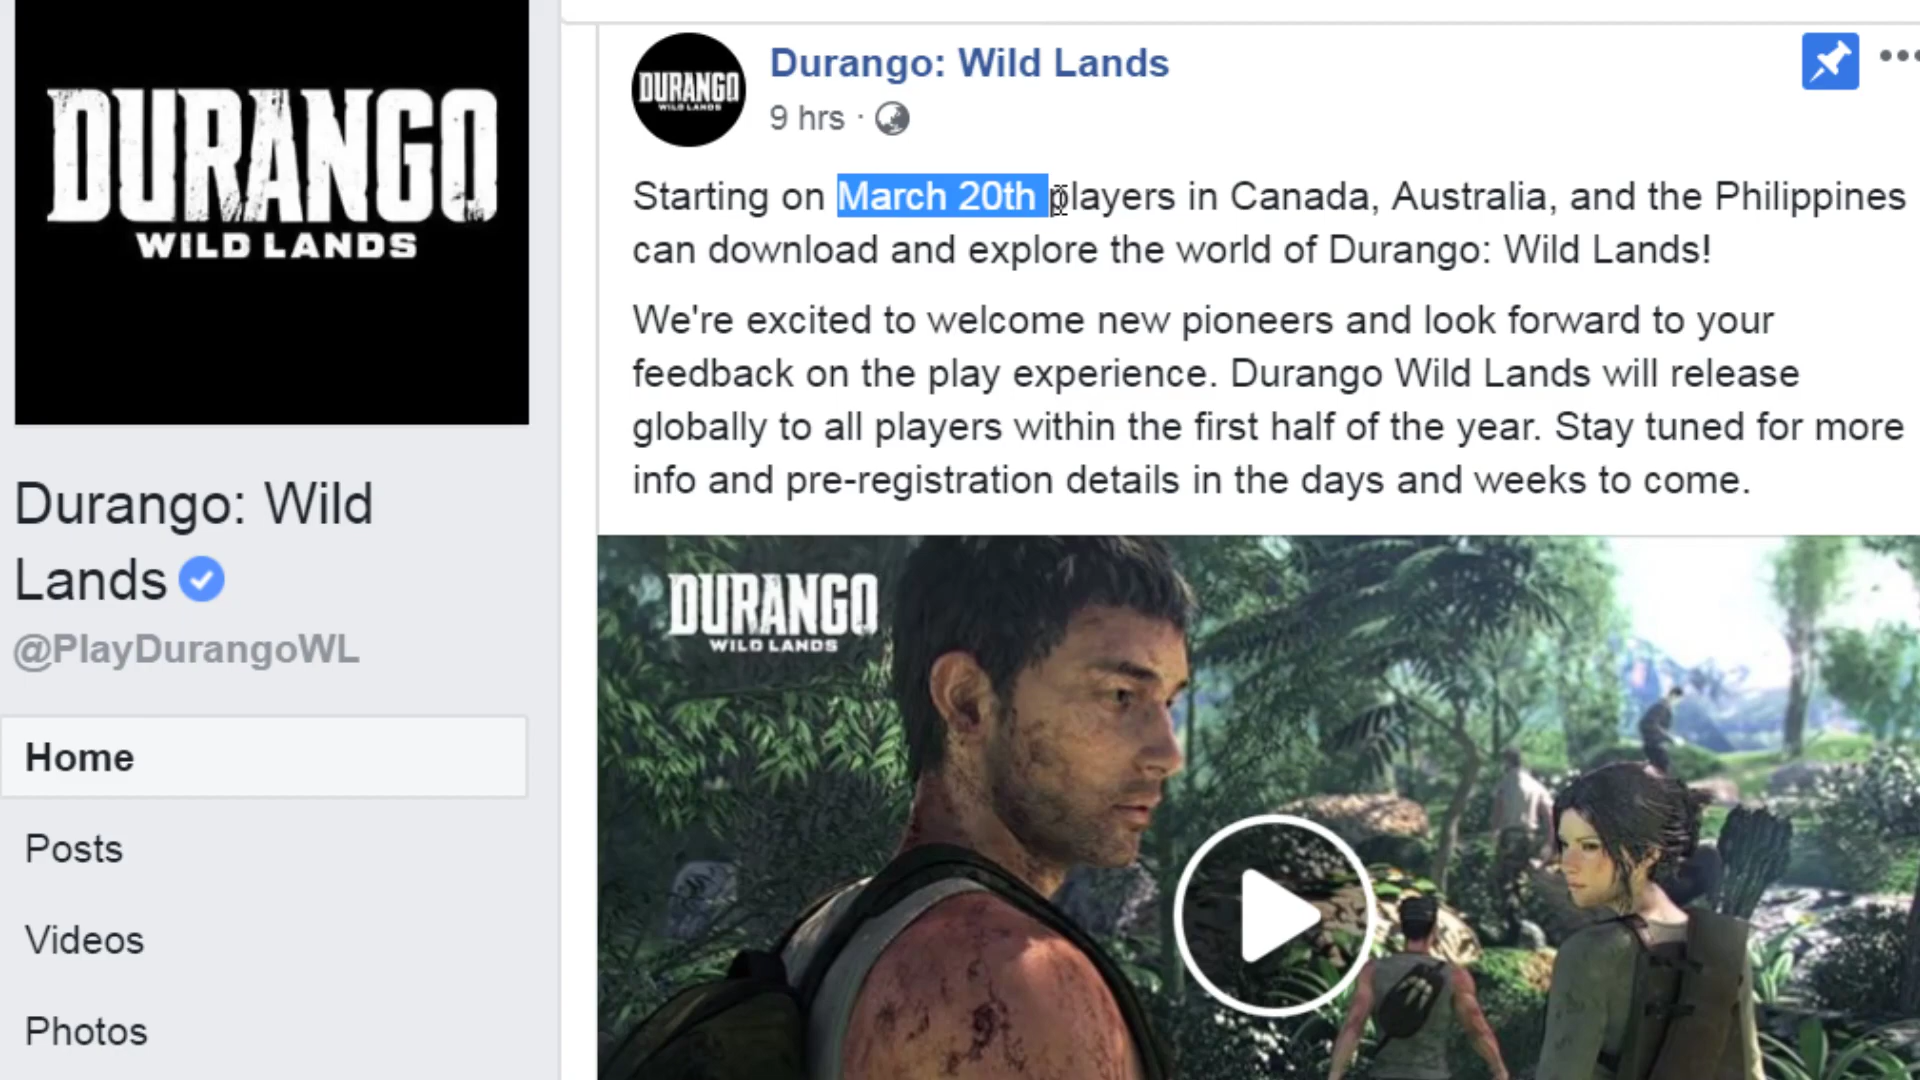 DURANGO
WILD LANDS
Durango: Wild
Lands
@PlayDurangoWL
Home
Posts
Videos
Photos
DURANGO
WILD LANDS
Durango: Wild Lands
9 hrs ·
Starting on March 20th players in Canada, Australia, and the Philippines
can download and explore the world of Durango: Wild Lands!
We're excited to welcome new pioneers and look forward to your
feedback on the play experience. Durango Wild Lands will release
globally to all players within the first half of the year. Stay tuned for more
info and pre-registration details in the days and weeks to come.
DURANGO
WILD LANDS